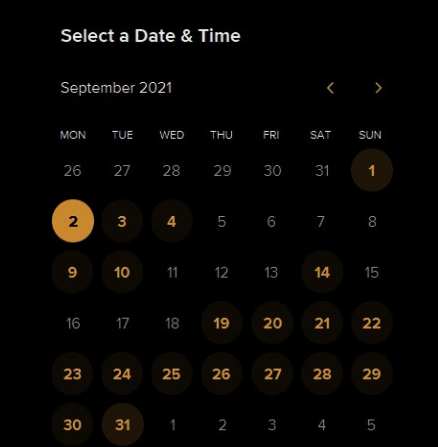 Select a Date & Time
September 2021
MON TUE WED THU FRI SAT SUN
26 27 28 29 30 31 1
2 3 4 5 6 7 8
9 10 11 12 13 14 15
16 17 18 19 20 21 22
23 24 25 26 27 28 29
30 31 1 2 3 4 5